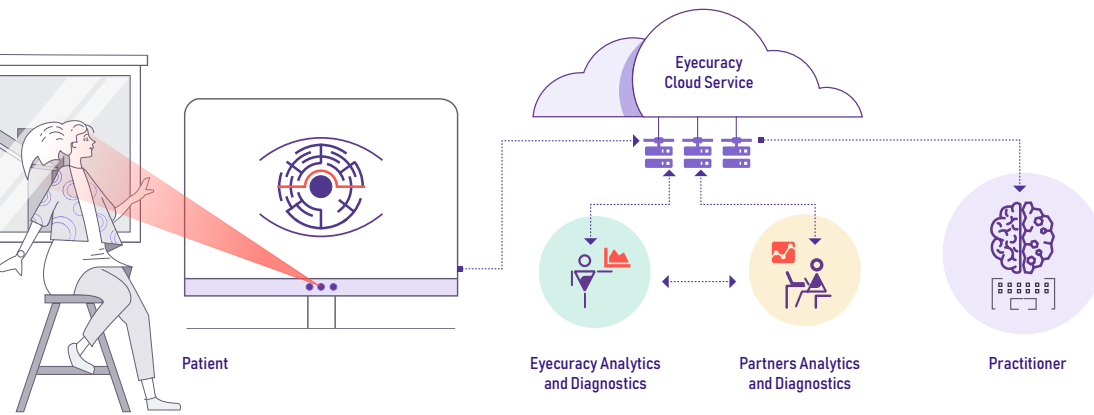 Eyecuracy
Cloud Service
Patient
Eyecuracy Analytics
and Diagnostics
Partners Analytics
and Diagnostics
Practitioner